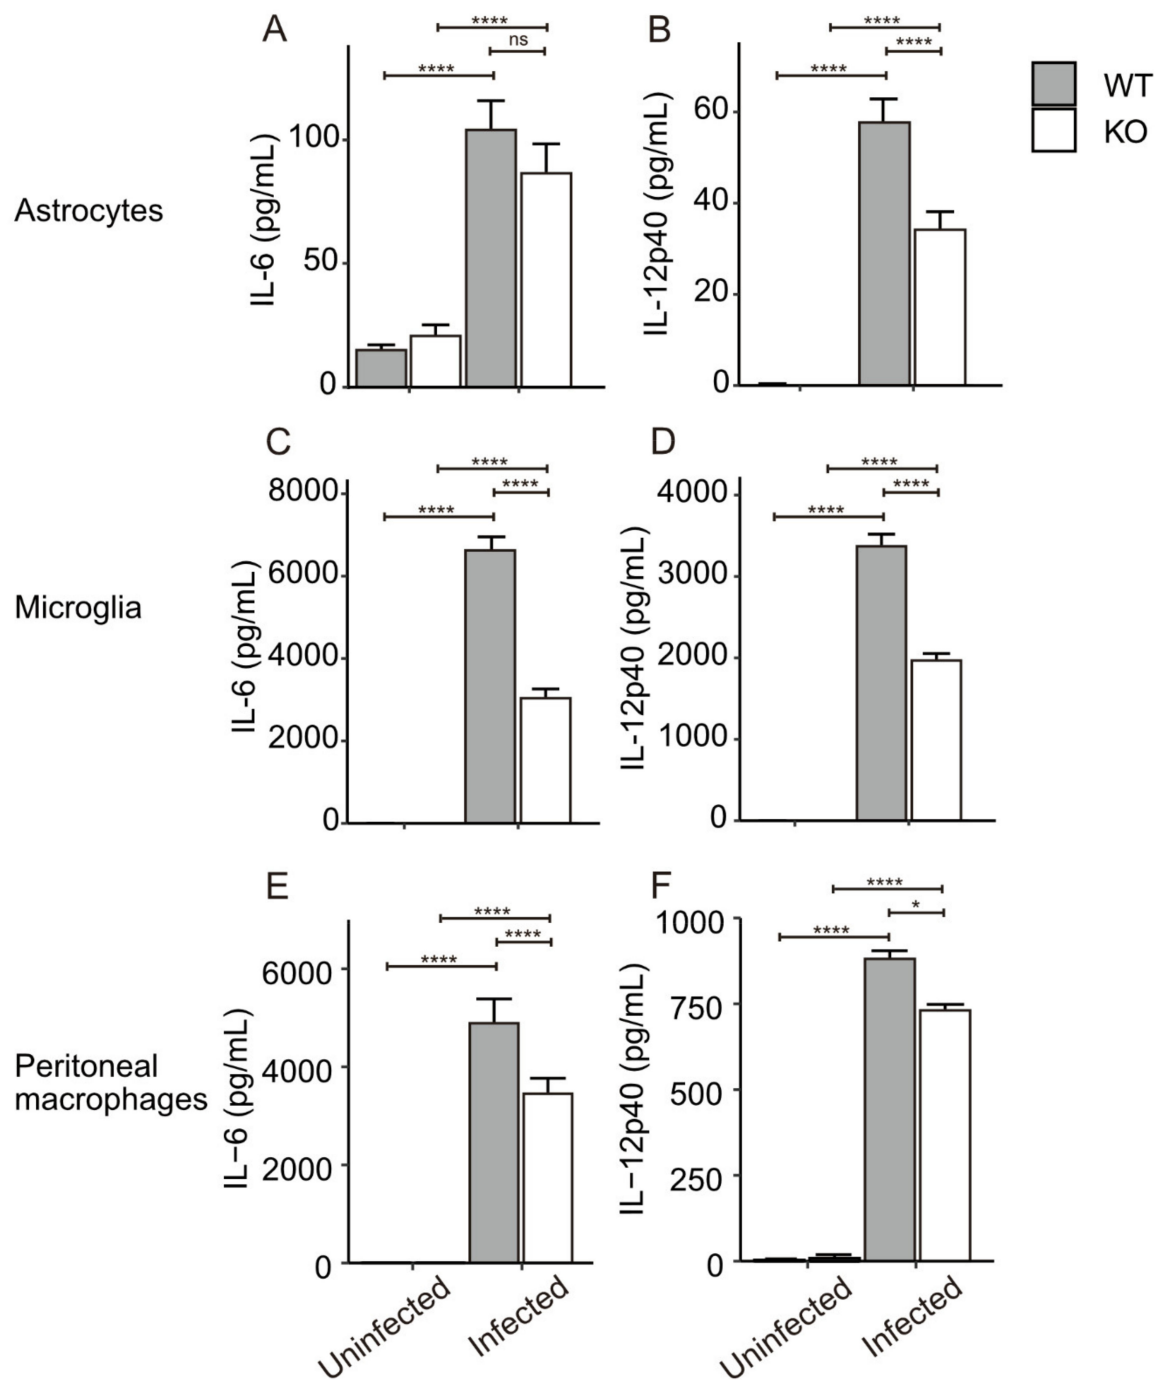 A
****
ns
****
IL-6 (pg/mL)
100
50
0
B
****
****
****
IL-12p40 (pg/mL)
60
40
20
0
WT
KO
Astrocytes
C
****
****
****
IL-6 (pg/mL)
8000
6000
4000
2000
0
D
****
****
****
IL-12p40 (pg/mL)
4000
3000
2000
1000
0
Microglia
E
****
****
****
IL−6 (pg/mL)
6000
4000
2000
0
F
****
*
****
IL−12p40 (pg/mL)
1000
750
500
250
0
Peritoneal
macrophages
Uninfected
Infected
Uninfected
Infected